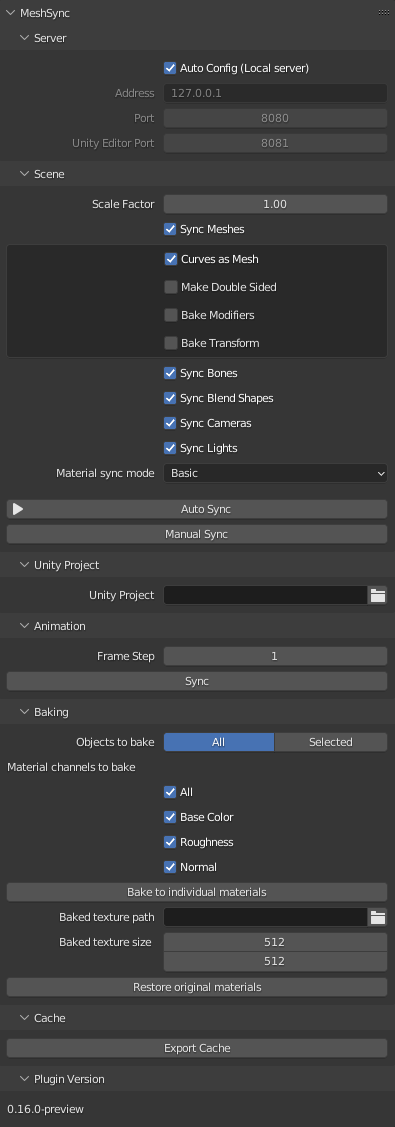 MeshSync
Server
Auto Config (Local server)
Address 127.0.0.1
Port 8080
Unity Editor Port 8081
Scene
Scale Factor 1.00
Sync Meshes
Curves as Mesh
Make Double Sided
Bake Modifiers
Bake Transform
Sync Bones
Sync Blend Shapes
Sync Cameras
Sync Lights
Material sync mode Basic
Auto Sync
Manual Sync
Unity Project
Unity Project
Animation
Frame Step 1
Sync
Baking
Objects to bake All Selected
Material channels to bake
All
Base Color
Roughness
Normal
Bake to individual materials
Baked texture path
Baked texture size 512
512
Restore original materials
Cache
Export Cache
Plugin Version
0.16.0-preview